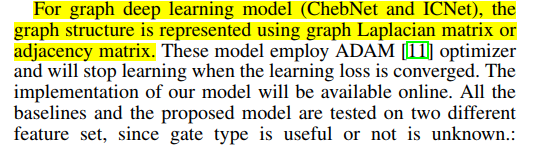 For graph deep learning model (ChebNet and ICNet), the
graph structure is represented using graph Laplacian matrix or
adjacency matrix. These model employ ADAM [11] optimizer
and will stop learning when the learning loss is converged. The
implementation of our model will be available online. All the
baselines and the proposed model are tested on two different
feature set, since gate type is useful or not is unknown.: